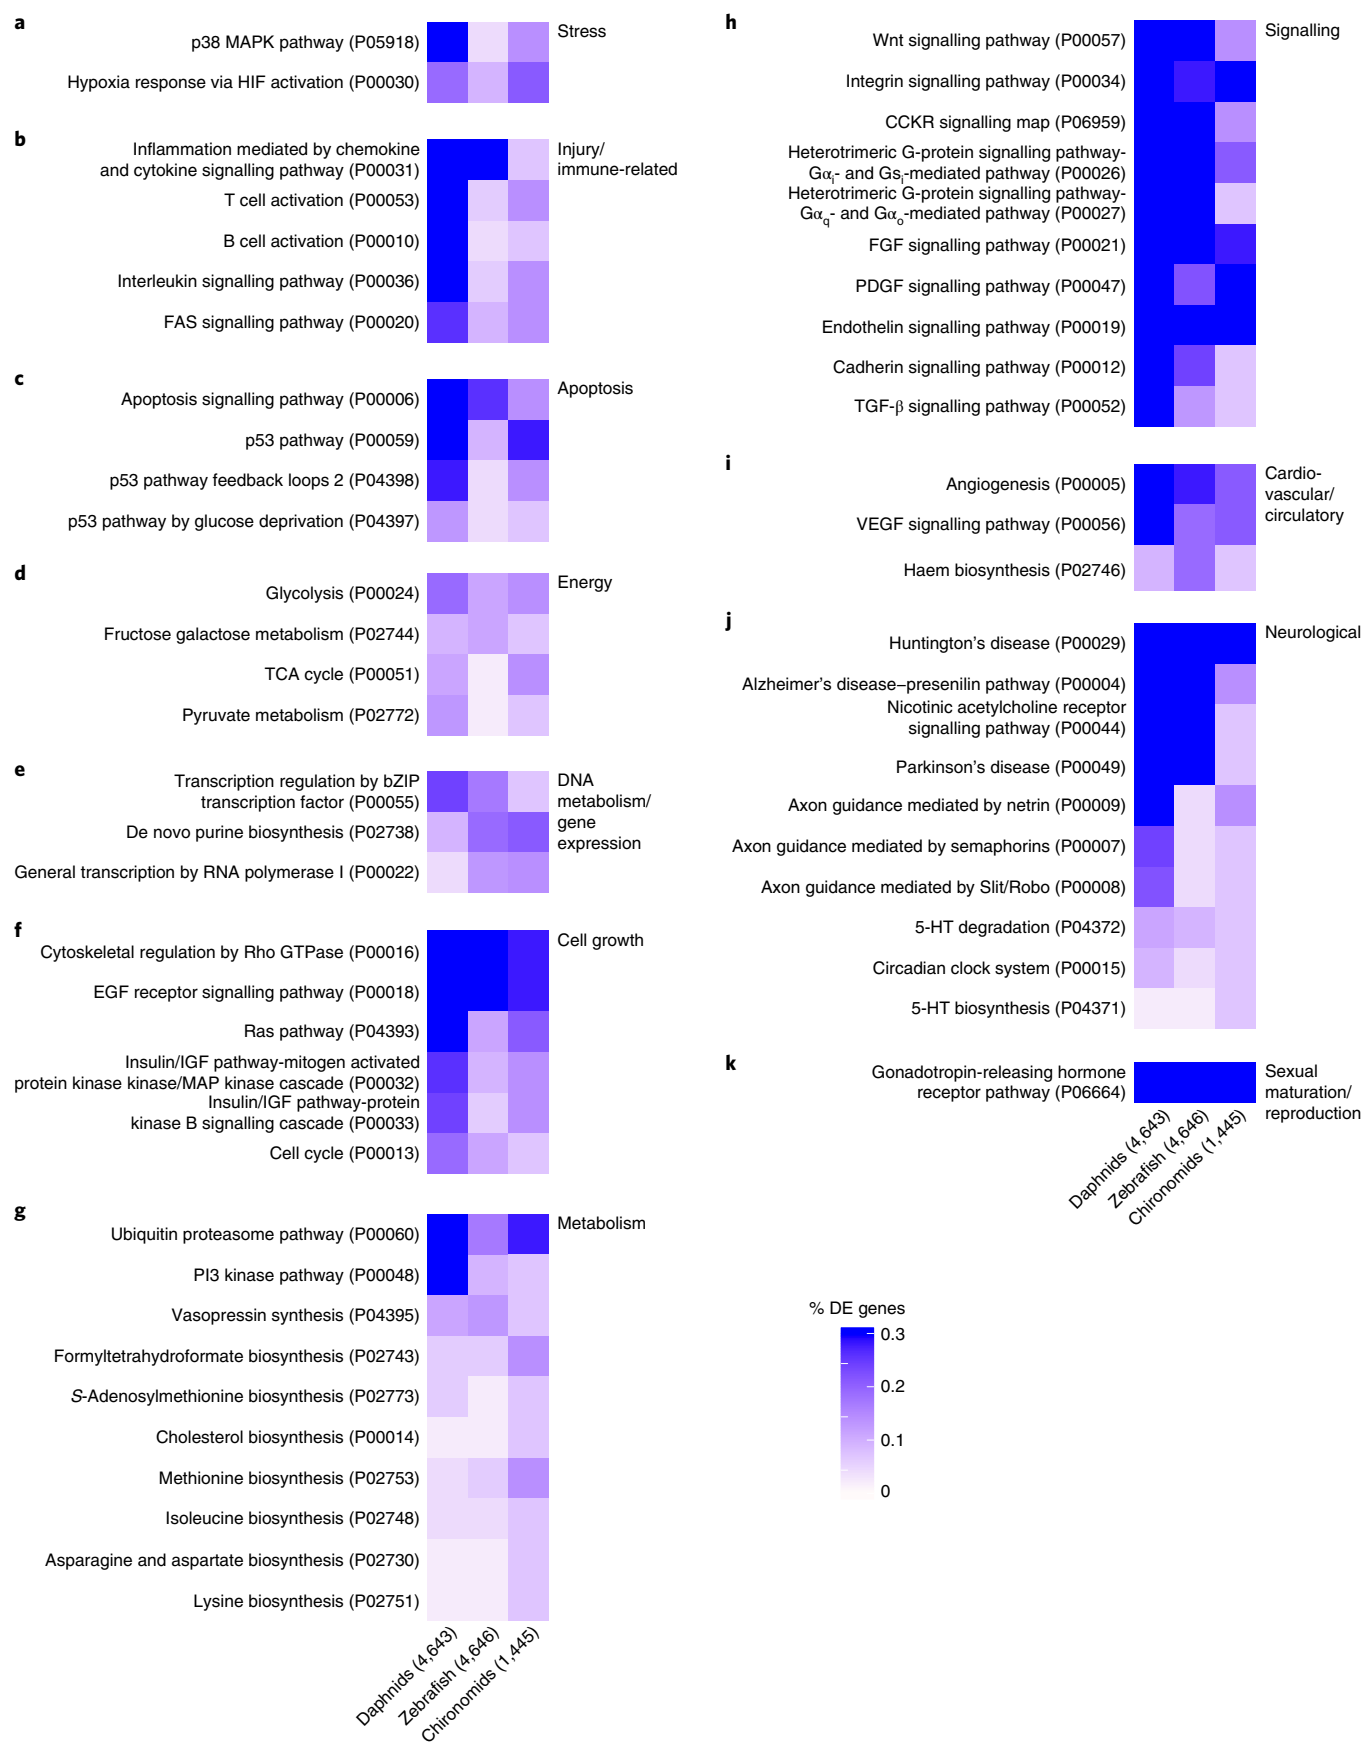 a
p38 MAPK pathway (P05918)
Stress
Hypoxia response via HIF activation (P00030)
b
Inflammation mediated by chemokine
and cytokine signalling pathway (P00031)
Injury/
immune-related
T cell activation (P00053)
B cell activation (P00010)
Interleukin signalling pathway (P00036)
FAS signalling pathway (P00020)
c
Apoptosis signalling pathway (P00006)
Apoptosis
p53 pathway (P00059)
p53 pathway feedback loops 2 (P04398)
p53 pathway by glucose deprivation (P04397)
d
Glycolysis (P00024)
Energy
Fructose galactose metabolism (P02744)
TCA cycle (P00051)
Pyruvate metabolism (P02772)
e
Transcription regulation by bZIP
transcription factor (P00055)
DNA
metabolism/
gene
expression
De novo purine biosynthesis (P02738)
General transcription by RNA polymerase I (P00022)
f
Cytoskeletal regulation by Rho GTPase (P00016)
Cell growth
EGF receptor signalling pathway (P00018)
Ras pathway (P04393)
Insulin/IGF pathway-mitogen activated
protein kinase kinase/MAP kinase cascade (P00032)
Insulin/IGF pathway-protein
kinase B signalling cascade (P00033)
Cell cycle (P00013)
g
Ubiquitin proteasome pathway (P00060)
Metabolism
PI3 kinase pathway (P00048)
Vasopressin synthesis (P04395)
Formyltetrahydroformate biosynthesis (P02743)
S-Adenosylmethionine biosynthesis (P02773)
Cholesterol biosynthesis (P00014)
Methionine biosynthesis (P02753)
Isoleucine biosynthesis (P02748)
Asparagine and aspartate biosynthesis (P02730)
Lysine biosynthesis (P02751)
Daphnids (4,643)
Zebrafish (4,646)
Chironomids (1,445)
h
Wnt signalling pathway (P00057)
Signalling
Integrin signalling pathway (P00034)
CCKR signalling map (P06959)
Heterotrimeric G-protein signalling pathway-
Gαi- and Gsi-mediated pathway (P00026)
Heterotrimeric G-protein signalling pathway-
Gαq- and Gαo-mediated pathway (P00027)
FGF signalling pathway (P00021)
PDGF signalling pathway (P00047)
Endothelin signalling pathway (P00019)
Cadherin signalling pathway (P00012)
TGF-β signalling pathway (P00052)
i
Angiogenesis (P00005)
Cardio-
vascular/
circulatory
VEGF signalling pathway (P00056)
Haem biosynthesis (P02746)
j
Huntington's disease (P00029)
Neurological
Alzheimer's disease–presenilin pathway (P00004)
Nicotinic acetylcholine receptor
signalling pathway (P00044)
Parkinson's disease (P00049)
Axon guidance mediated by netrin (P00009)
Axon guidance mediated by semaphorins (P00007)
Axon guidance mediated by Slit/Robo (P00008)
5-HT degradation (P04372)
Circadian clock system (P00015)
5-HT biosynthesis (P04371)
k
Gonadotropin-releasing hormone
receptor pathway (P06664)
Sexual
maturation/
reproduction
Daphnids (4,643)
Zebrafish (4,646)
Chironomids (1,445)
% DE genes
0.3
0.2
0.1
0